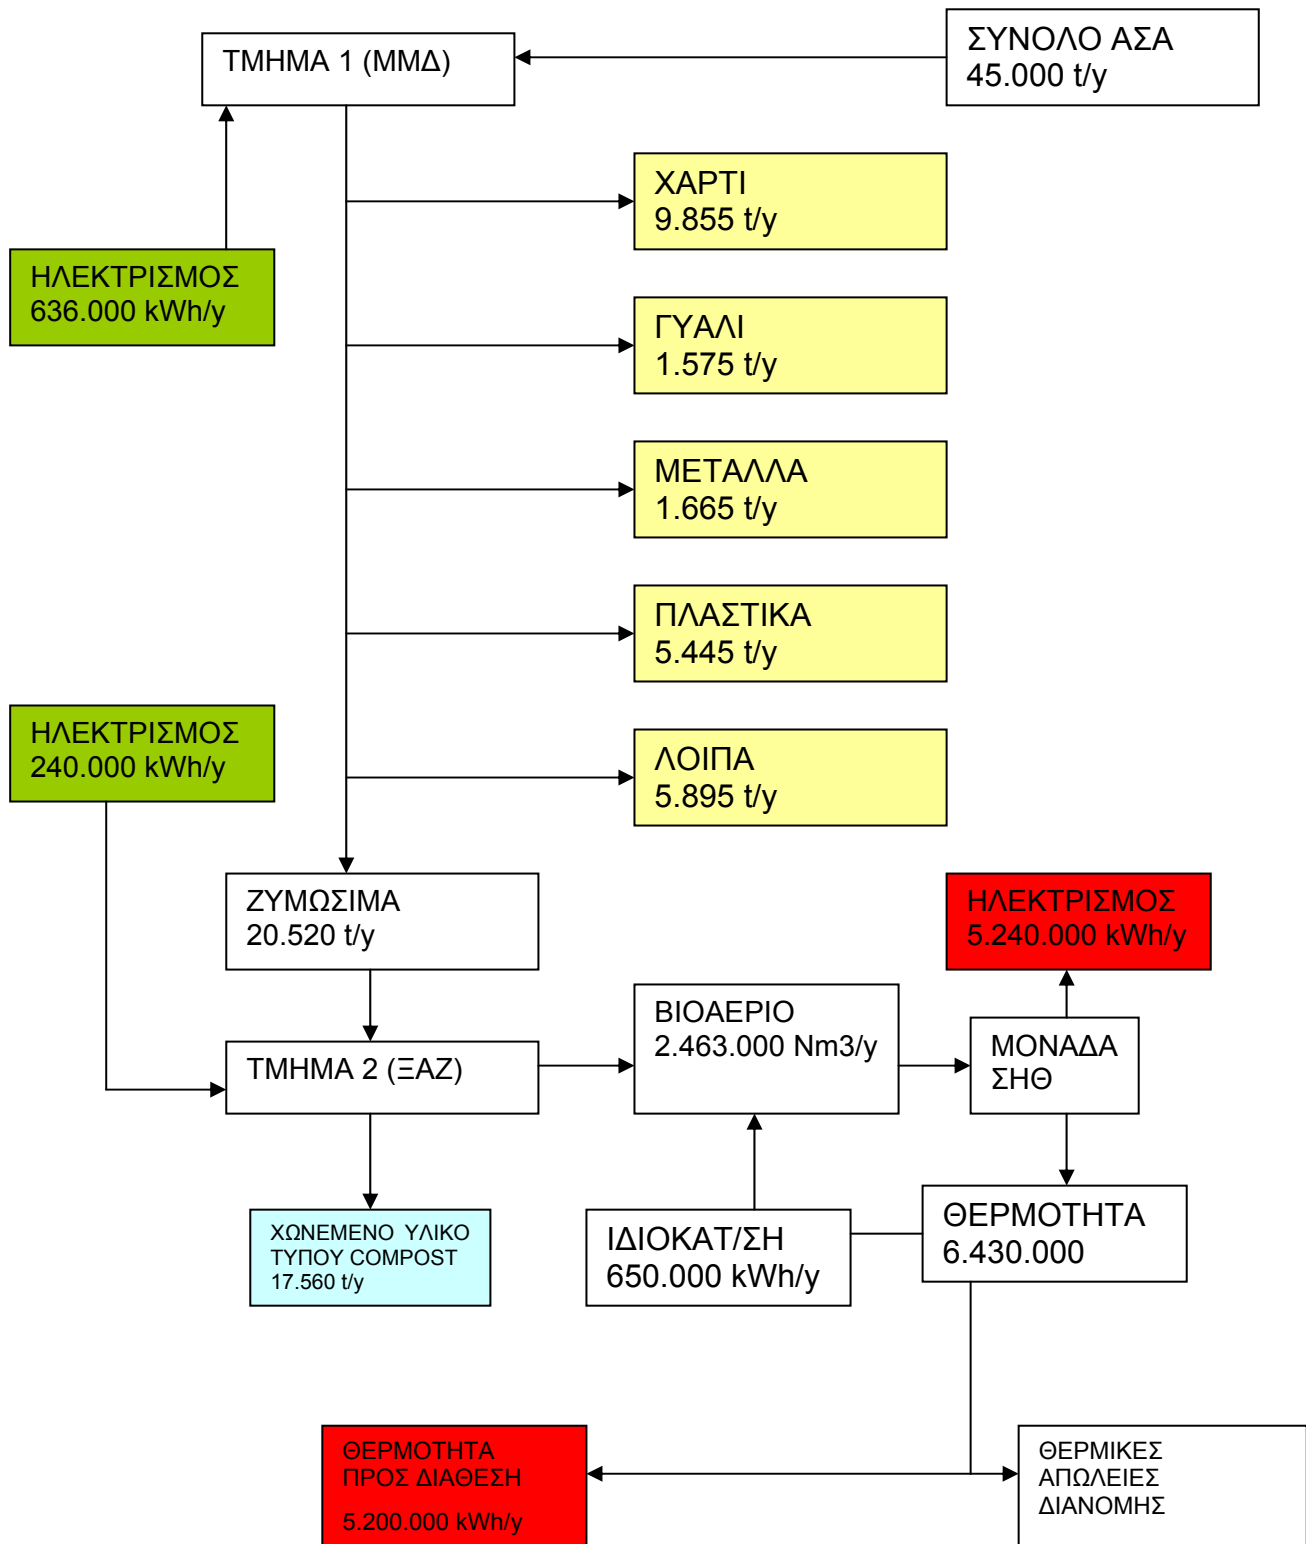 ΤΜΗΜΑ 1 (ΜΜΔ)
ΣΥΝΟΛΟ ΑΣΑ
45.000 t/y
ΧΑΡΤΙ
9.855 t/y
ΗΛΕΚΤΡΙΣΜΟΣ
636.000 kWh/y
ΓΥΑΛΙ
1.575 t/y
ΜΕΤΑΛΛΑ
1.665 t/y
ΠΛΑΣΤΙΚΑ
5.445 t/y
ΗΛΕΚΤΡΙΣΜΟΣ
240.000 kWh/y
ΛΟΙΠΑ
5.895 t/y
ΖΥΜΩΣΙΜΑ
20.520 t/y
ΗΛΕΚΤΡΙΣΜΟΣ
5.240.000 kWh/y
ΤΜΗΜΑ 2 (ΞΑΖ)
ΒΙΟΑΕΡΙΟ
2.463.000 Nm3/y
ΜΟΝΑΔΑ
ΣΗΘ
ΧΩΝΕΜΕΝΟ ΥΛΙΚΟ
ΤΥΠΟΥ COMPOST
17.560 t/y
ΙΔΙΟΚΑΤ/ΣΗ
650.000 kWh/y
ΘΕΡΜΟΤΗΤΑ
6.430.000
ΘΕΡΜΟΤΗΤΑ
ΠΡΟΣ ΔΙΑΘΕΣΗ
5.200.000 kWh/y
ΘΕΡΜΙΚΕΣ
ΑΠΩΛΕΙΕΣ
ΔΙΑΝΟΜΗΣ